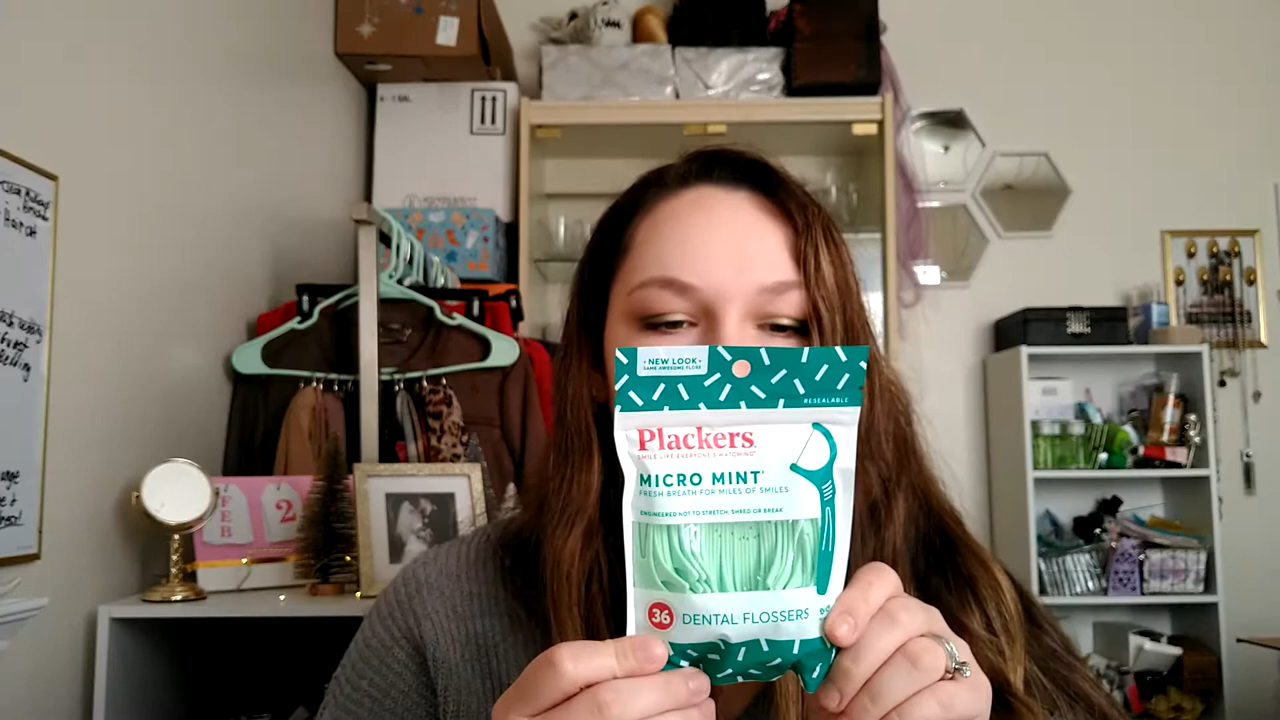 NEW LOOK
SAME AWESOME FLOSS
RESEALABLE
Plackers
SMILE LIKE EVERYONE'S WATCHING
MICRO MINT
FRESH BREATH FOR MILES OF SMILES
ENGINEERED NOT TO STRETCH, SHRED OR BREAK
36 DENTAL FLOSSERS
FEB
2
Haircut